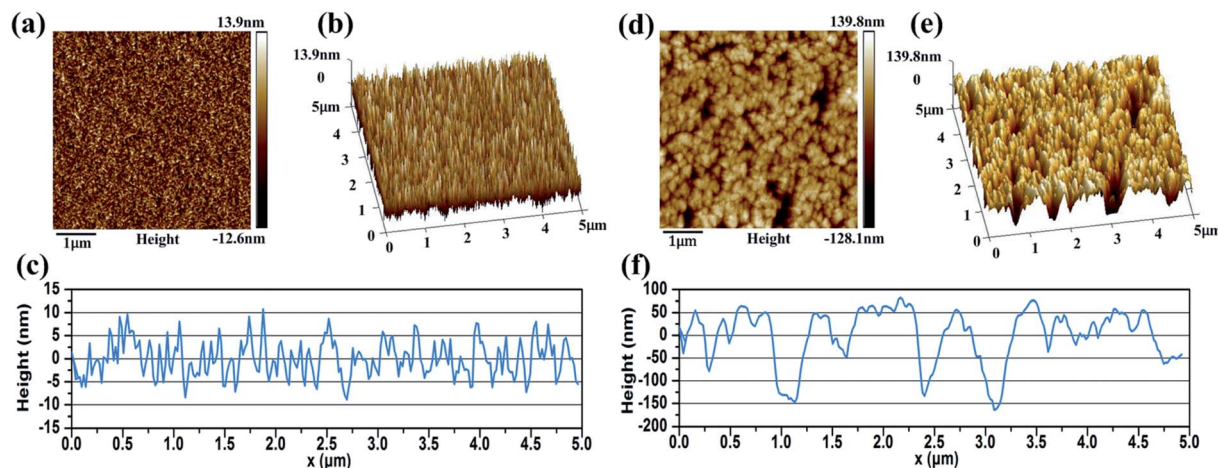 (a)
13.9nm
1μm
Height
-12.6nm
(b)
13.9nm
0
5μm
4
3
2
1
0
0
1
2
3
4
5μm
(c)
Height (nm)
15
10
5
0
-5
-10
-15
0.0
0.5
1.0
1.5
2.0
2.5
3.0
3.5
4.0
4.5
5.0
x (μm)
(d)
139.8nm
1μm
Height
-128.1nm
(e)
139.8nm
0
5μm
4
3
2
1
0
0
1
2
3
4
5μm
(f)
Height (nm)
100
50
0
-50
-100
-150
-200
0.0
0.5
1.0
1.5
2.0
2.5
3.0
3.5
4.0
4.5
5.0
x (μm)